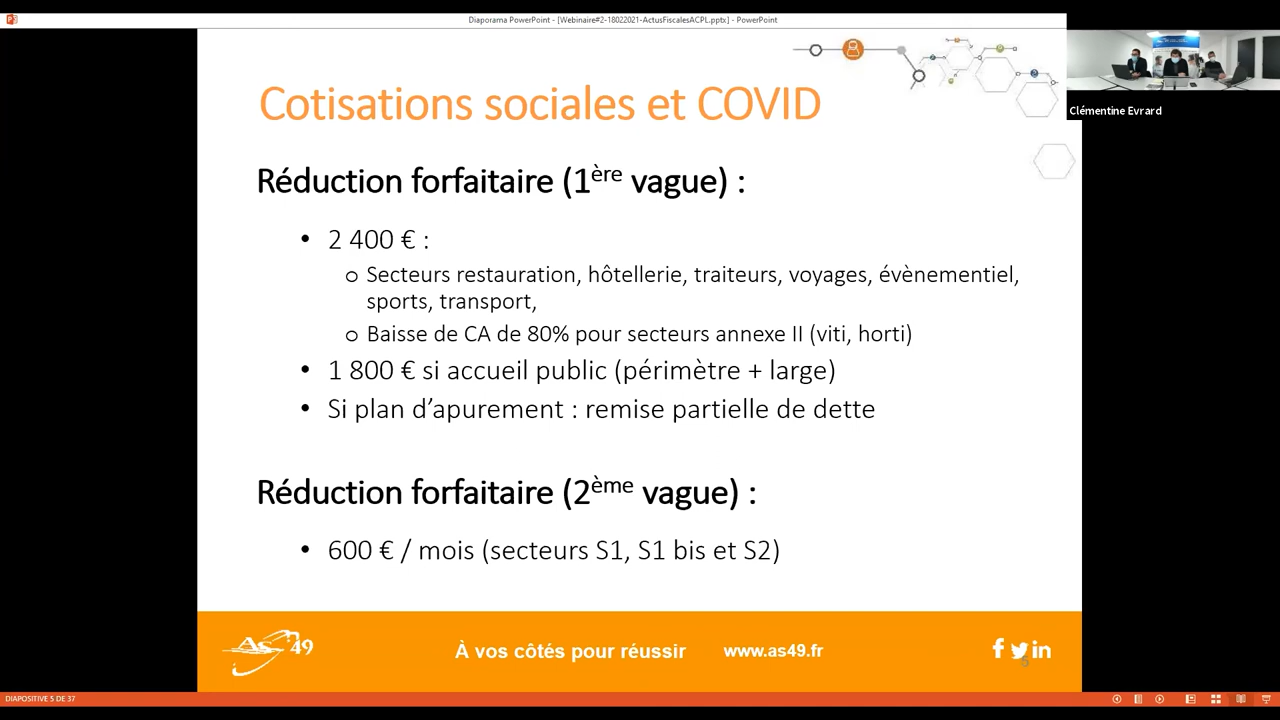 Diaporama PowerPoint - [Webinaire#2-18022021-ActusFiscalesACPL.pptx] - PowerPoint
Clémentine Evrard
Cotisations sociales et COVID
Réduction forfaitaire (1ère vague) :
• 2 400 € :
o Secteurs restauration, hôtellerie, traiteurs, voyages, évènementiel,
sports, transport,
o Baisse de CA de 80% pour secteurs annexe II (viti, horti)
• 1 800 € si accueil public (périmètre + large)
• Si plan d’apurement : remise partielle de dette
Réduction forfaitaire (2ème vague) :
• 600 € / mois (secteurs S1, S1 bis et S2)
As 49
À vos côtés pour réussir
www.as49.fr
5
DIAPOSITIVE 5 DE 37